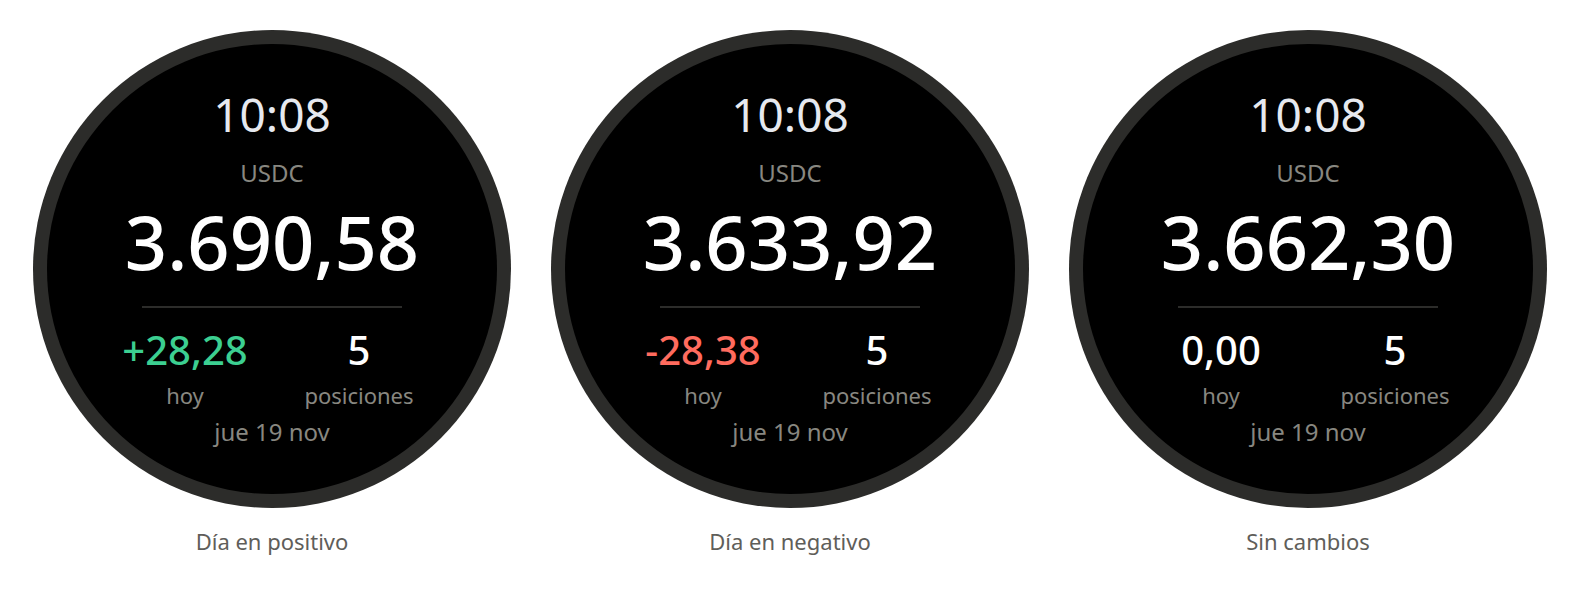 10:08
USDC
3.690,58
+28,28 5
hoy posiciones
jue 19 nov
Día en positivo
10:08
USDC
3.633,92
-28,38 5
hoy posiciones
jue 19 nov
Día en negativo
10:08
USDC
3.662,30
0,00 5
hoy posiciones
jue 19 nov
Sin cambios